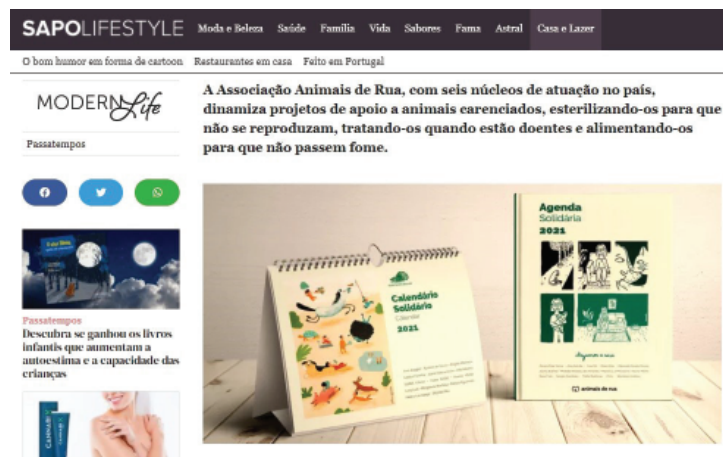 SAPOLIFESTYLE
Moda e Beleza Saúde Família Vida Sabores Fama Astral Casa e Lazer
O bom humor em forma de cartoon Restaurantes em casa Feito em Portugal
MODERN Life
Passatempos
A Associação Animais de Rua, com seis núcleos de atuação no país,
dinamiza projetos de apoio a animais carenciados, esterilizando-os para que
não se reproduzam, tratando-os quando estão doentes e alimentando-os
para que não passem fome.
Passatempos
Descubra se ganhou os livros
infantis que aumentam a
autoestima e a capacidade das
crianças
CANNABI
Calendário
Solidário
2021
Agenda
Solidária
2021
animais de rua